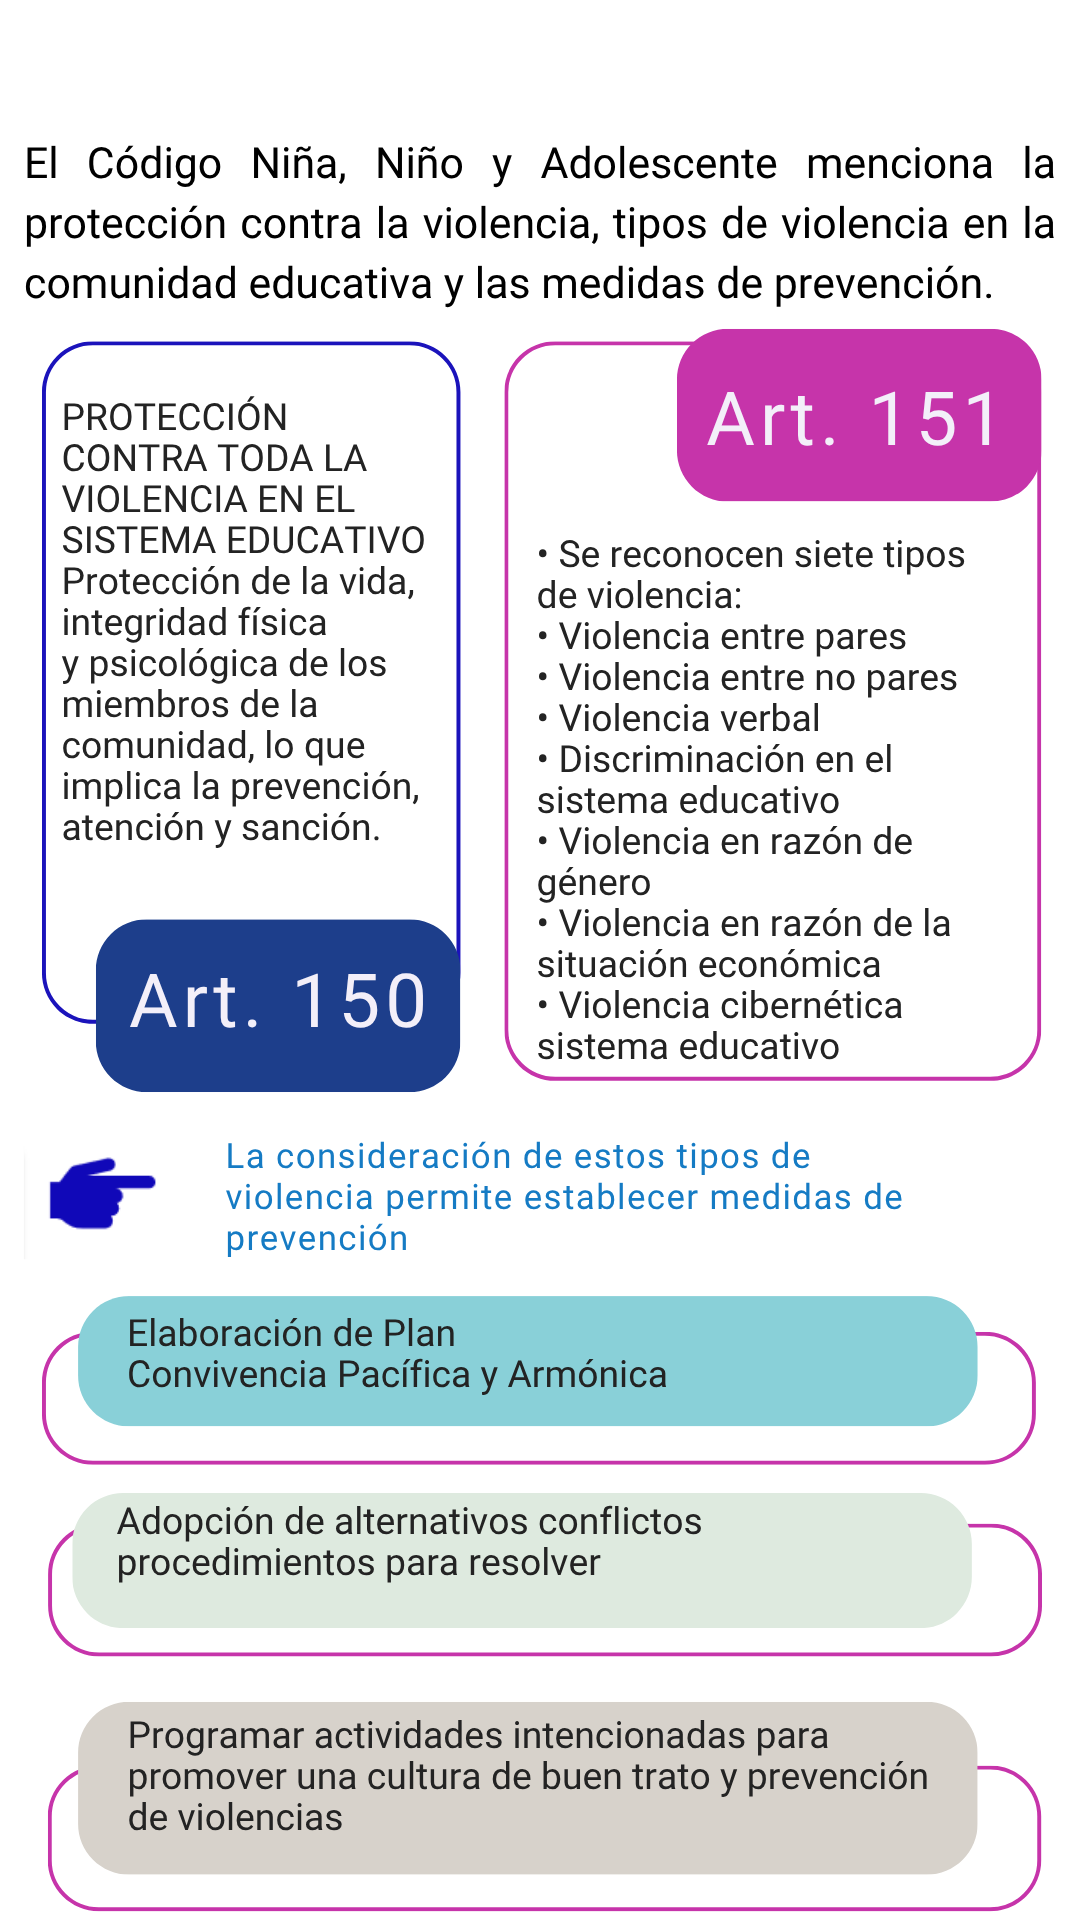 El Código Niña, Niño y Adolescente menciona la
protección contra la violencia, tipos de violencia en la
comunidad educativa y las medidas de prevención.
PROTECCIÓN
CONTRA TODA LA
VIOLENCIA EN EL
SISTEMA EDUCATIVO
Protección de la vida,
integridad física
y psicológica de los
miembros de la
comunidad, lo que
implica la prevención,
atención y sanción.
Art. 150
Art. 151
• Se reconocen siete tipos
de violencia:
• Violencia entre pares
• Violencia entre no pares
• Violencia verbal
• Discriminación en el
sistema educativo
• Violencia en razón de
género
• Violencia en razón de la
situación económica
• Violencia cibernética
sistema educativo
La consideración de estos tipos de
violencia permite establecer medidas de
prevención
Elaboración de Plan
Convivencia Pacífica y Armónica
Adopción de alternativos conflictos
procedimientos para resolver
Programar actividades intencionadas para
promover una cultura de buen trato y prevención
de violencias